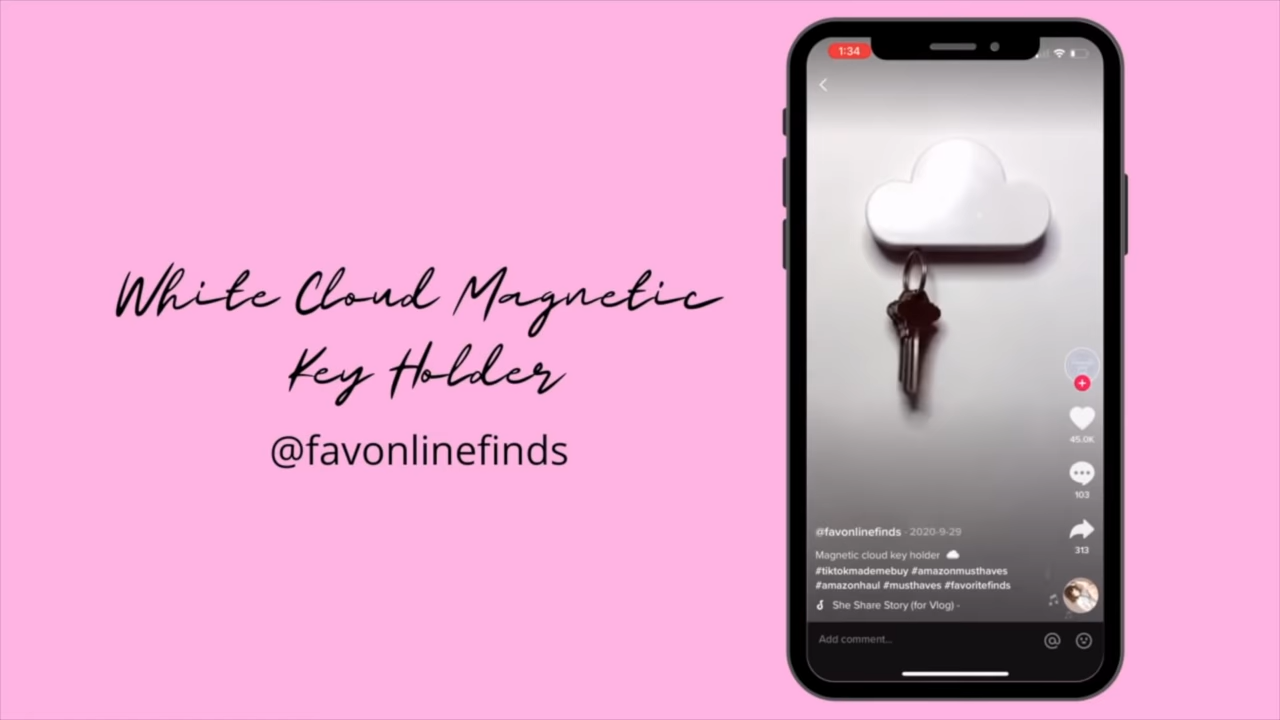 White Cloud Magnetic
Key Holder
@favonlinefinds
1:34
45.0K
103
313
@favonlinefinds · 2020-9-29
Magnetic cloud key holder ☁️
#tiktokmademebuy #amazonmusthaves
#amazonhaul #musthaves #favoritefinds
She Share Story (for Vlog) -
Add comment...